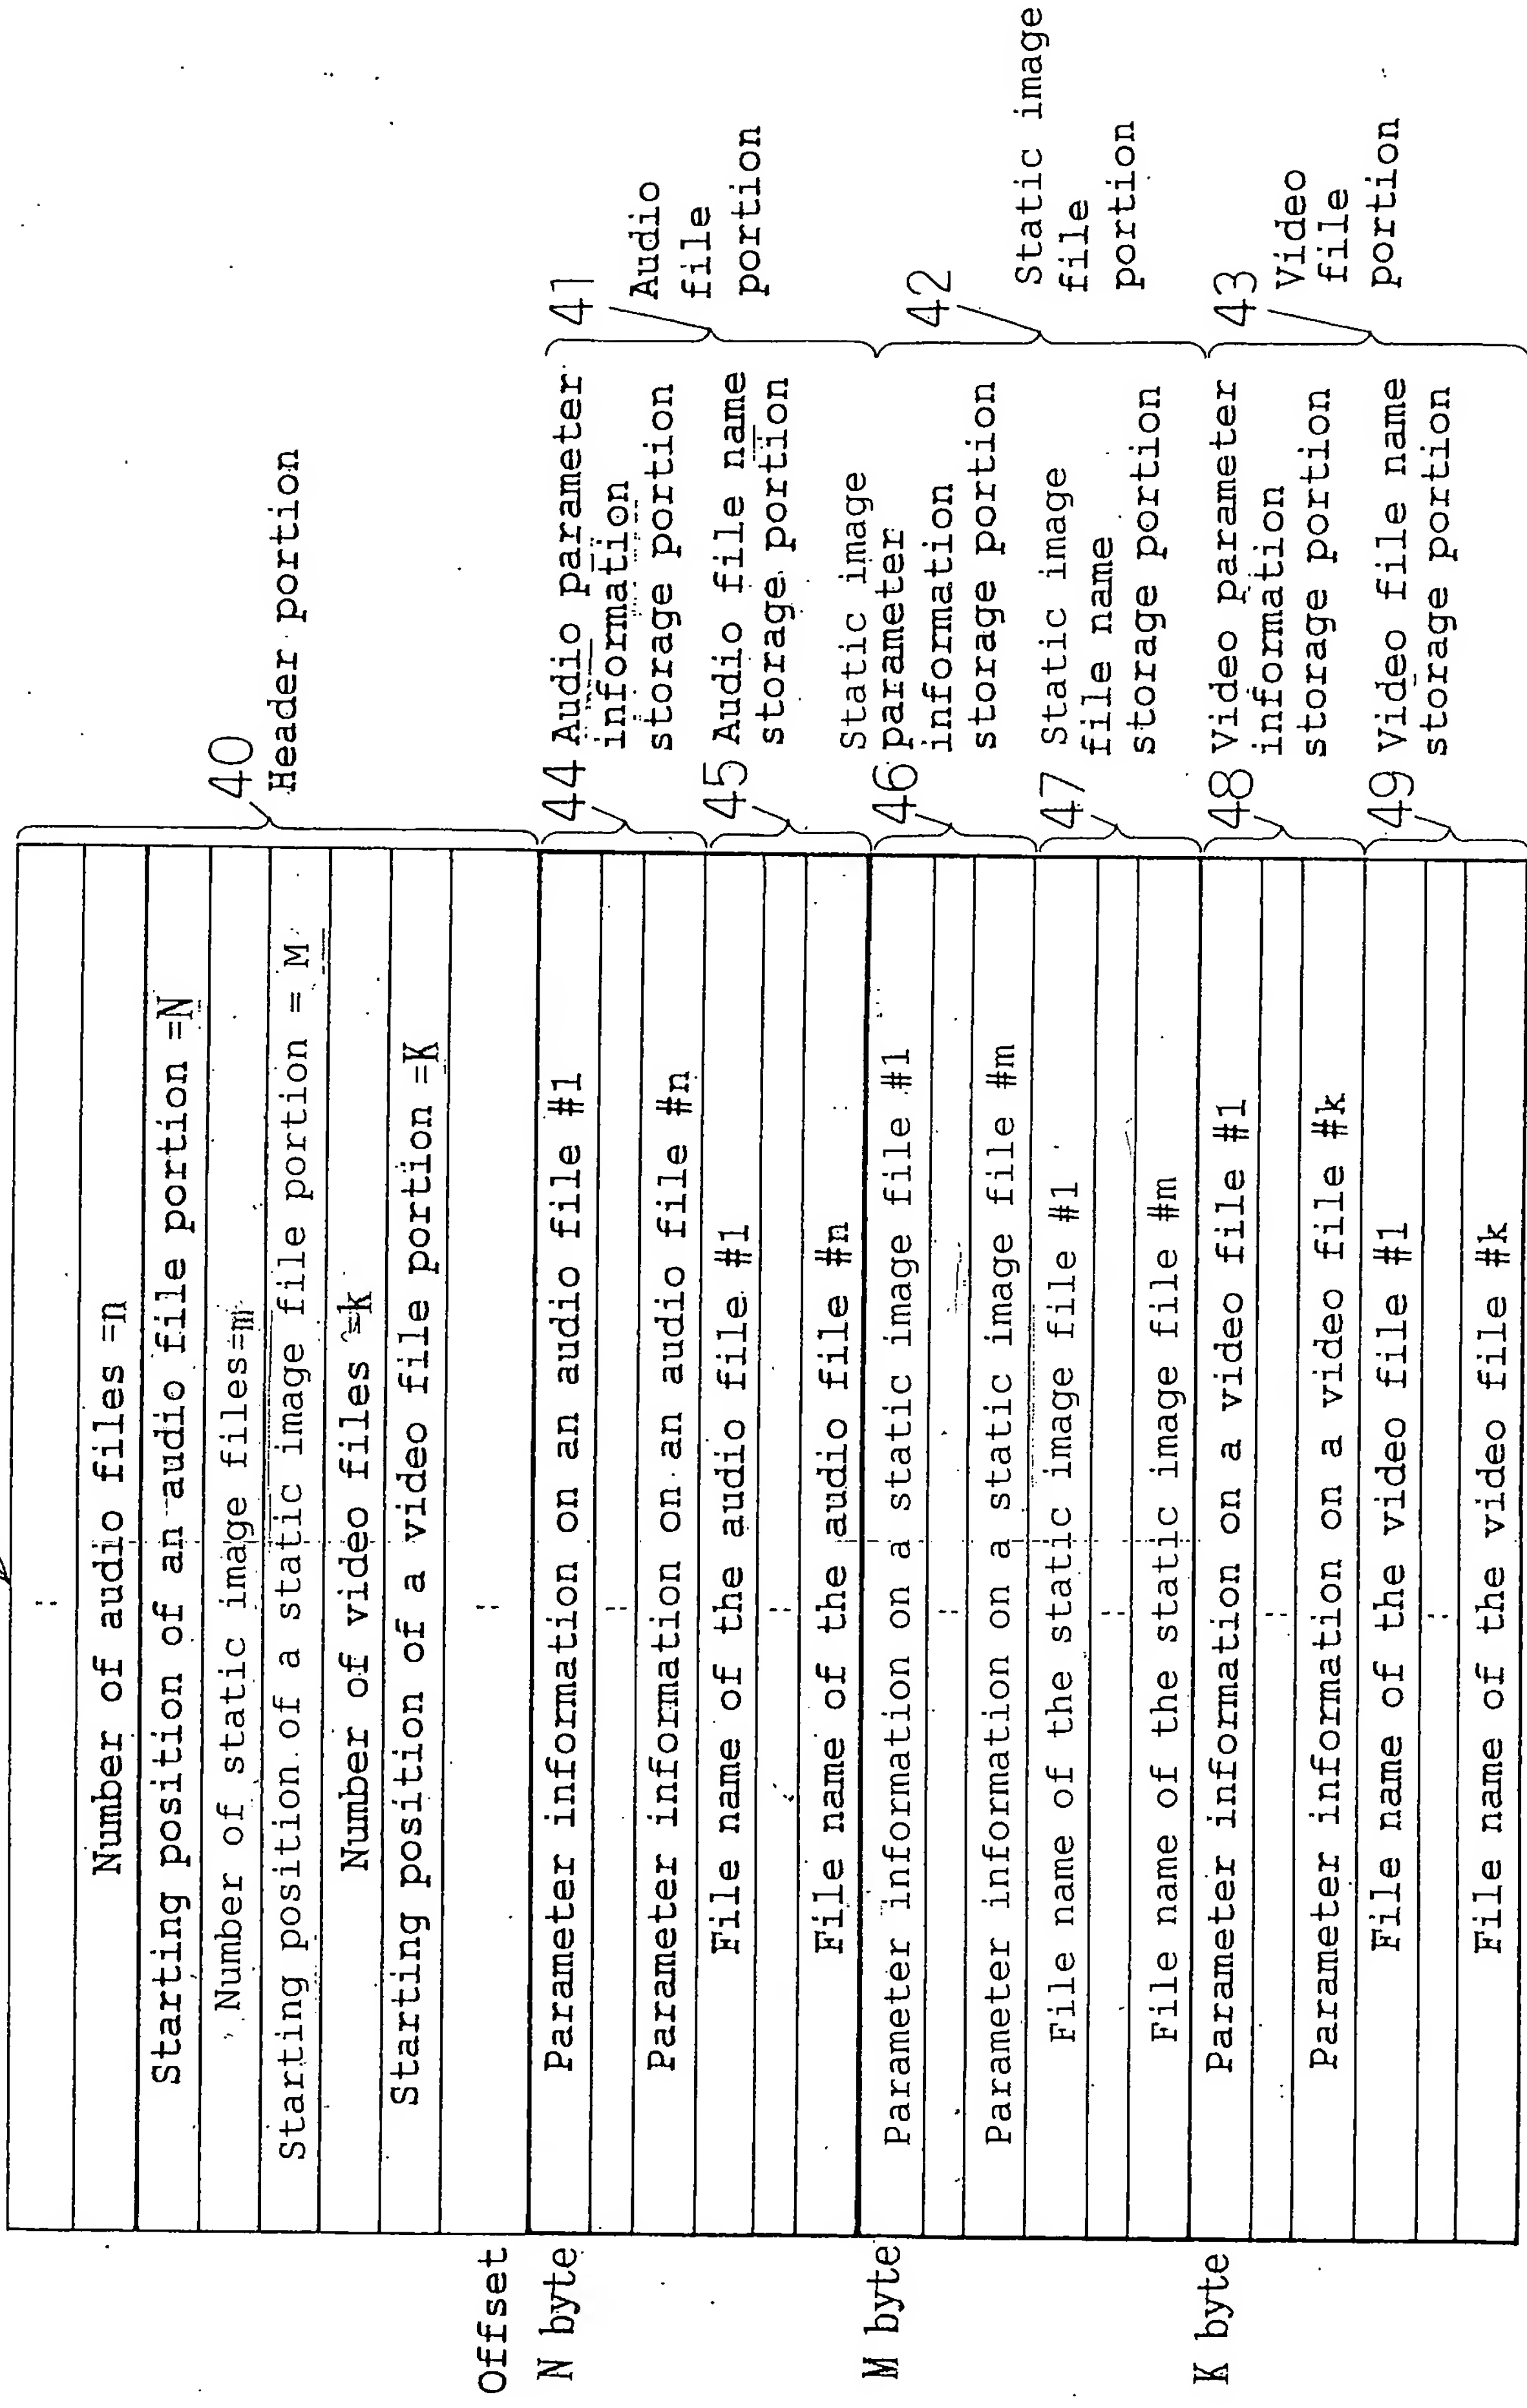 Number of audio files =n
Starting position of an audio file portion =N
Number of static image files=m
Starting position of a static image file portion = M
Number of video files =k
Starting position of a video file portion =K
40
Header portion
Offset
N byte
Parameter information on an audio file #1
Parameter information on an audio file #n
File name of the audio file #1
File name of the audio file #n
44 Audio parameter
information
storage portion
45 Audio file name
storage portion
41
Audio
file
portion
M byte
Parameter information on a static image file #1
Parameter information on a static image file #m
File name of the static image file #1
File name of the static image file #m
Static image
46 parameter
information
storage portion
47 Static image
file name
storage portion
42
Static image
file
portion
K byte
Parameter information on a video file #1
Parameter information on a video file #k
File name of the video file #1
File name of the video file #k
48 Video parameter
information
storage portion
49 Video file name
storage portion
43
Video
file
portion